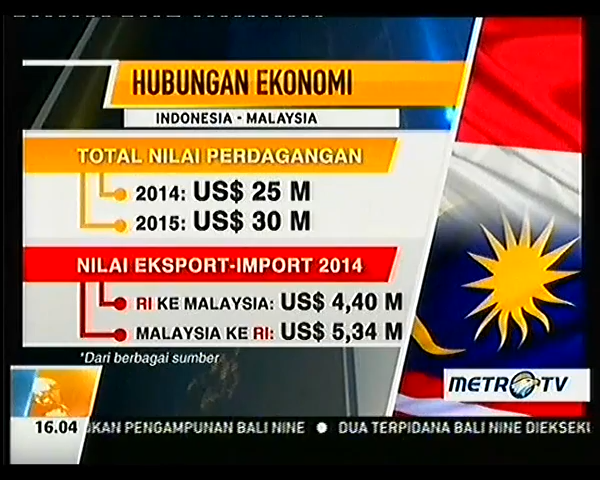 HUBUNGAN EKONOMI
INDONESIA - MALAYSIA
TOTAL NILAI PERDAGANGAN
2014: US$ 25 M
2015: US$ 30 M
NILAI EKSPORT-IMPORT 2014
RI KE MALAYSIA: US$ 4,40 M
MALAYSIA KE RI: US$ 5,34 M
*Dari berbagai sumber
METRO TV
16.04 PENGAMPUNAN BALI NINE ● DUA TERPIDANA BALI NINE